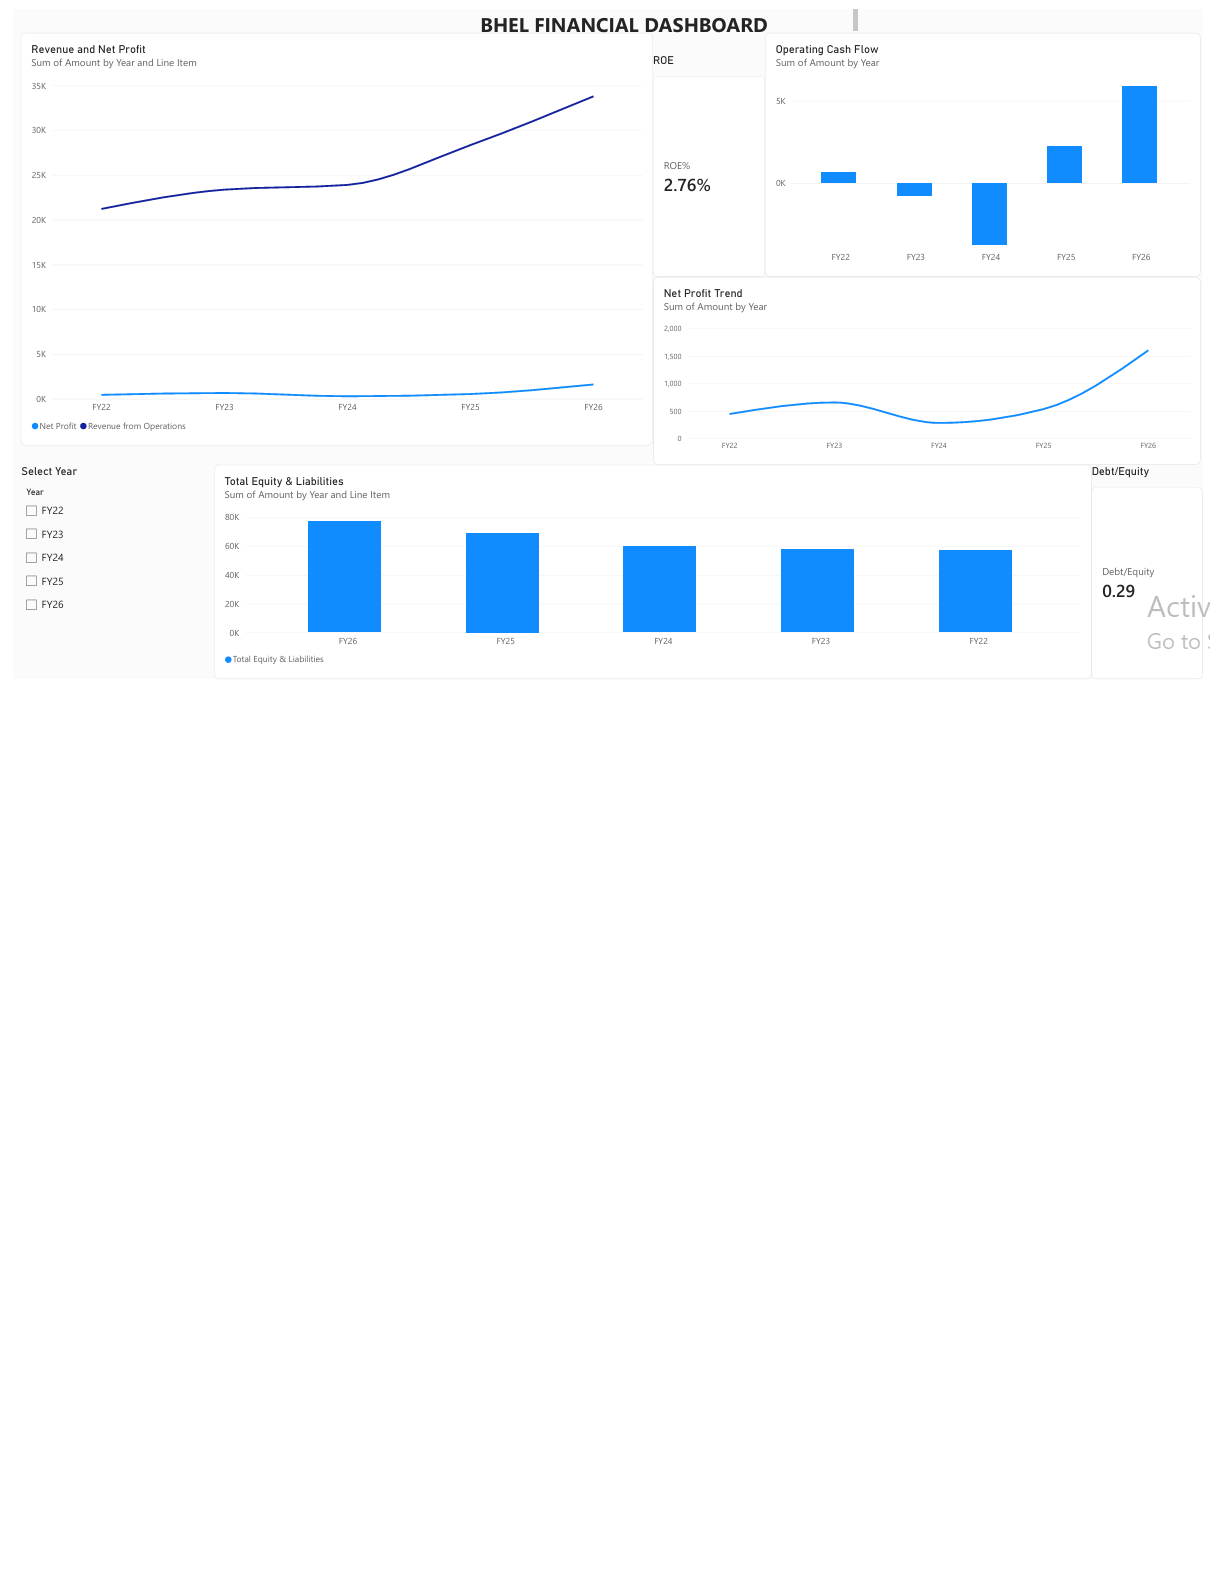 BHEL FINANCIAL DASHBOARD
Revenue and Net Profit
Sum of Amount by Year and Line Item
35K
30K
25K
20K
15K
10K
5K
0K
FY22 FY23 FY24 FY25 FY26
Net Profit Revenue from Operations
ROE
ROE%
2.76%
Operating Cash Flow
Sum of Amount by Year
5K
0K
FY22 FY23 FY24 FY25 FY26
Net Profit Trend
Sum of Amount by Year
2,000
1,500
1,000
500
0
FY22 FY23 FY24 FY25 FY26
Select Year
Year
FY22
FY23
FY24
FY25
FY26
Total Equity & Liabilities
Sum of Amount by Year and Line Item
80K
60K
40K
20K
0K
FY26 FY25 FY24 FY23 FY22
Total Equity & Liabilities
Debt/Equity
Debt/Equity
0.29
Activ
Go to S